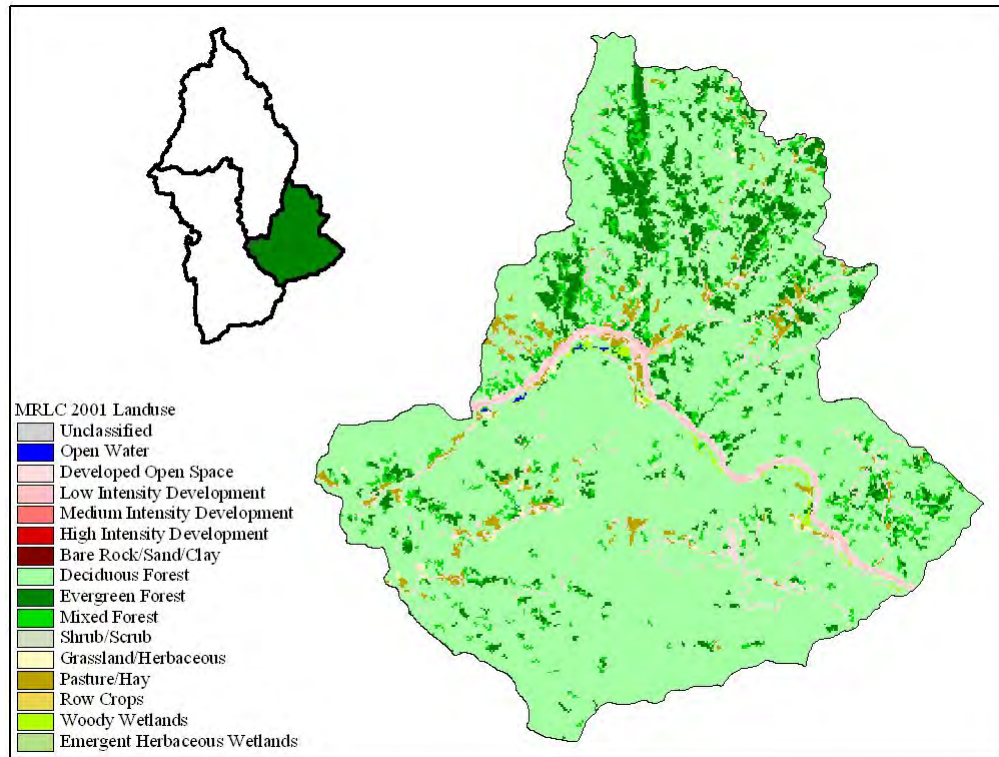 MRLC 2001 Landuse
Unclassified
Open Water
Developed Open Space
Low Intensity Development
Medium Intensity Development
High Intensity Development
Bare Rock/Sand/Clay
Deciduous Forest
Evergreen Forest
Mixed Forest
Shrub/Scrub
Grassland/Herbaceous
Pasture/Hay
Row Crops
Woody Wetlands
Emergent Herbaceous Wetlands